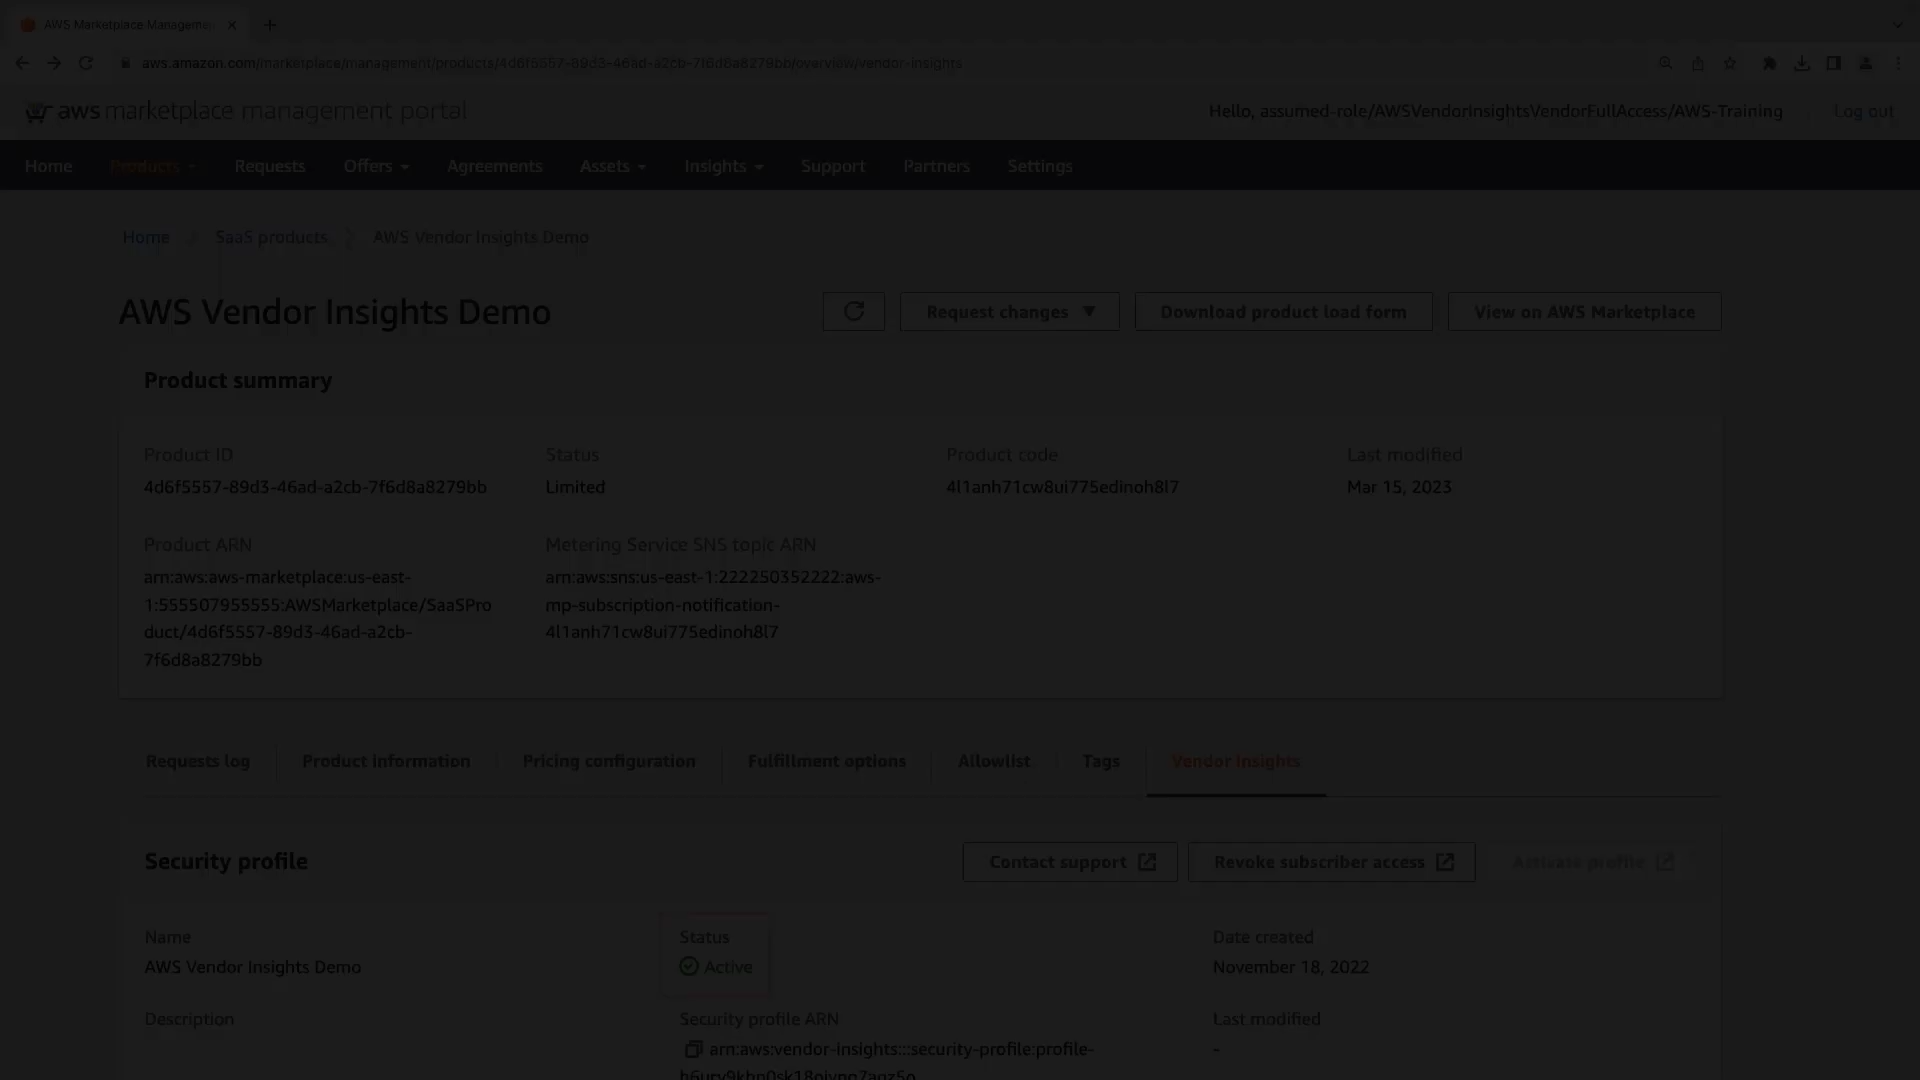 AWS Marketplace Manageme
aws.amazon.com/marketplace/management/products/4d6f5557-89d3-46ad-a2cb-7f6d8a8279bb/overview/vendor-insights
aws marketplace management portal
Hello, assumed-role/AWSVendorInsightsVendorFullAccess/AWS-Training
Log out
Home Products Requests Offers Agreements Assets Insights Support Partners Settings
Home SaaS products AWS Vendor Insights Demo
AWS Vendor Insights Demo
Request changes Download product load form View on AWS Marketplace
Product summary
Product ID Status Product code Last modified
4d6f5557-89d3-46ad-a2cb-7f6d8a8279bb Limited 4l1anh71cw8ui775edinoh8l7 Mar 15, 2023
Product ARN Metering Service SNS topic ARN
arn:aws:aws-marketplace:us-east- arn:aws:sns:us-east-1:222250352222:aws-
1:555507955555:AWSMarketplace/SaaSPro mp-subscription-notification-
duct/4d6f5557-89d3-46ad-a2cb- 4l1anh71cw8ui775edinoh8l7
7f6d8a8279bb
Requests log Product information Pricing configuration Fulfillment options Allowlist Tags Vendor Insights
Security profile
Contact support Revoke subscriber access Activate profile
Name Status Date created
AWS Vendor Insights Demo Active November 18, 2022
Description Security profile ARN Last modified
arn:aws:vendor-insights:::security-profile:profile- -